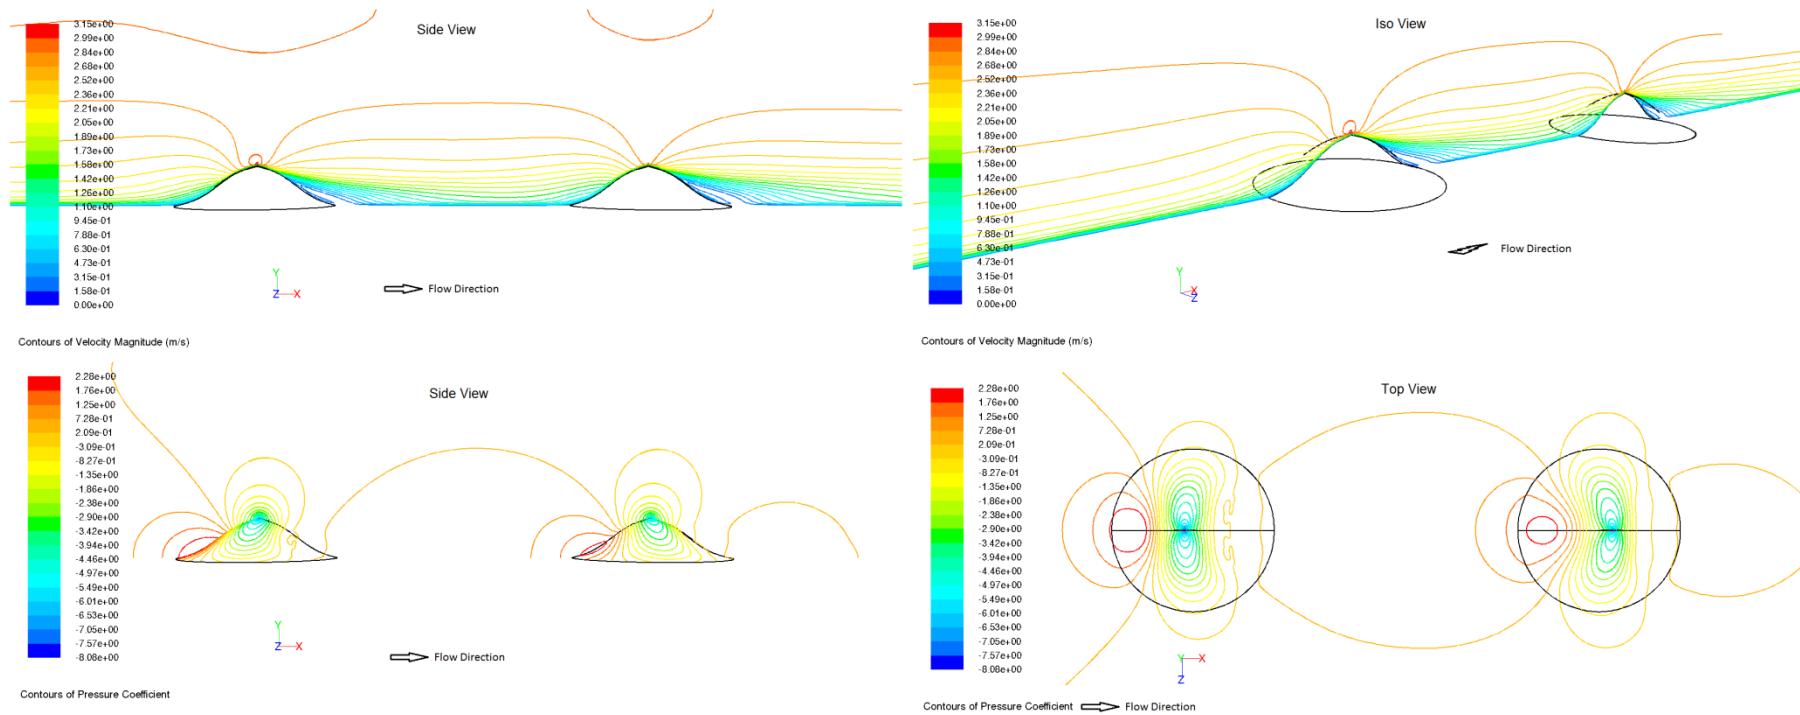 Side View
3.15e+00
2.99e+00
2.84e+00
2.68e+00
2.52e+00
2.36e+00
2.21e+00
2.05e+00
1.89e+00
1.73e+00
1.58e+00
1.42e+00
1.26e+00
1.10e+00
9.45e-01
7.88e-01
6.30e-01
4.73e-01
3.15e-01
1.58e-01
0.00e+00
Y
Z X
Flow Direction
Contours of Velocity Magnitude (m/s)
Iso View
3.15e+00
2.99e+00
2.84e+00
2.68e+00
2.52e+00
2.36e+00
2.21e+00
2.05e+00
1.89e+00
1.73e+00
1.58e+00
1.42e+00
1.26e+00
1.10e+00
9.45e-01
7.88e-01
6.30e-01
4.73e-01
3.15e-01
1.58e-01
0.00e+00
Y
X
Z
Flow Direction
Contours of Velocity Magnitude (m/s)
Side View
2.28e+00
1.76e+00
1.25e+00
7.28e-01
2.09e-01
-3.09e-01
-8.27e-01
-1.35e+00
-1.86e+00
-2.38e+00
-2.90e+00
-3.42e+00
-3.94e+00
-4.46e+00
-4.97e+00
-5.49e+00
-6.01e+00
-6.53e+00
-7.05e+00
-7.57e+00
-8.08e+00
Y
Z X
Flow Direction
Contours of Pressure Coefficient
Top View
2.28e+00
1.76e+00
1.25e+00
7.28e-01
2.09e-01
-3.09e-01
-8.27e-01
-1.35e+00
-1.86e+00
-2.38e+00
-2.90e+00
-3.42e+00
-3.94e+00
-4.46e+00
-4.97e+00
-5.49e+00
-6.01e+00
-6.53e+00
-7.05e+00
-7.57e+00
-8.08e+00
Y X
Z
Contours of Pressure Coefficient Flow Direction